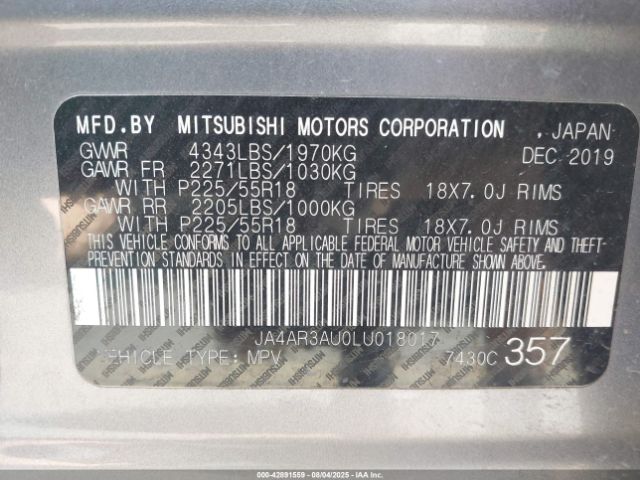 MFD.BY MITSUBISHI MOTORS CORPORATION , JAPAN
GVWR 4343LBS/1970KG DEC 2019
GAWR FR 2271LBS/1030KG
WITH P225/55R18 TIRES 18X7.0J RIMS
GAWR RR 2205LBS/1000KG
WITH P225/55R18 TIRES 18X7.0J RIMS
THIS VEHICLE CONFORMS TO ALL APPLICABLE FEDERAL MOTOR VEHICLE SAFETY AND THEFT-
PREVENTION STANDARDS IN EFFECT ON THE DATE OF MANUFACTURE SHOWN ABOVE.
JA4AR3AU0LU018017
VEHICLE TYPE: MPV 7430C 357
00-42891559 - 08/04/2025 - IAAI.com